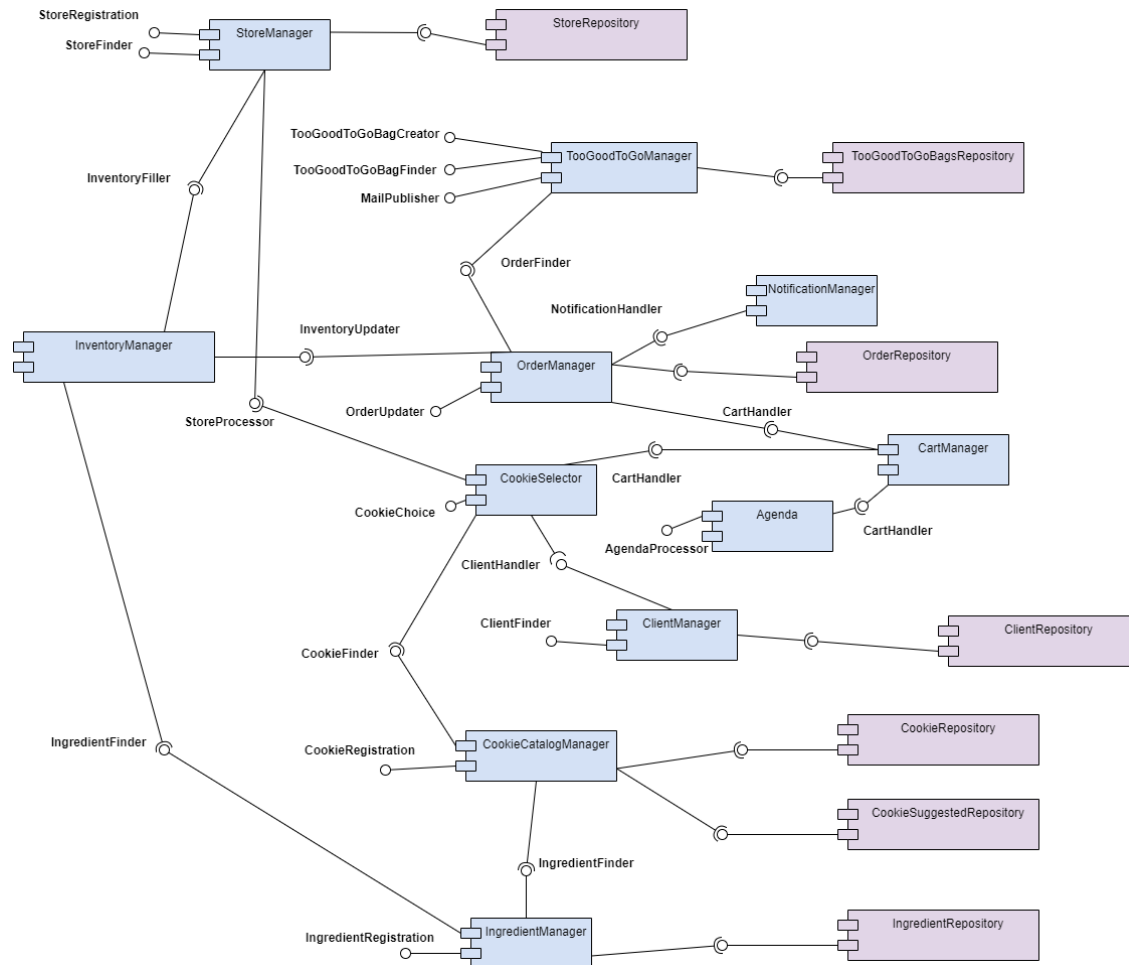 StoreRegistration
StoreFinder
StoreManager
StoreRepository
TooGoodToGoBagCreator
TooGoodToGoBagFinder
MailPublisher
TooGoodToGoManager
TooGoodToGoBagsRepository
InventoryFiller
OrderFinder
NotificationHandler
NotificationManager
InventoryManager
InventoryUpdater
OrderManager
OrderRepository
OrderUpdater
StoreProcessor
CartHandler
CartManager
CookieSelector
CartHandler
CookieChoice
Agenda
CartHandler
AgendaProcessor
ClientHandler
ClientFinder
ClientManager
ClientRepository
CookieFinder
IngredientFinder
CookieRegistration
CookieCatalogManager
CookieRepository
CookieSuggestedRepository
IngredientFinder
IngredientRegistration
IngredientManager
IngredientRepository